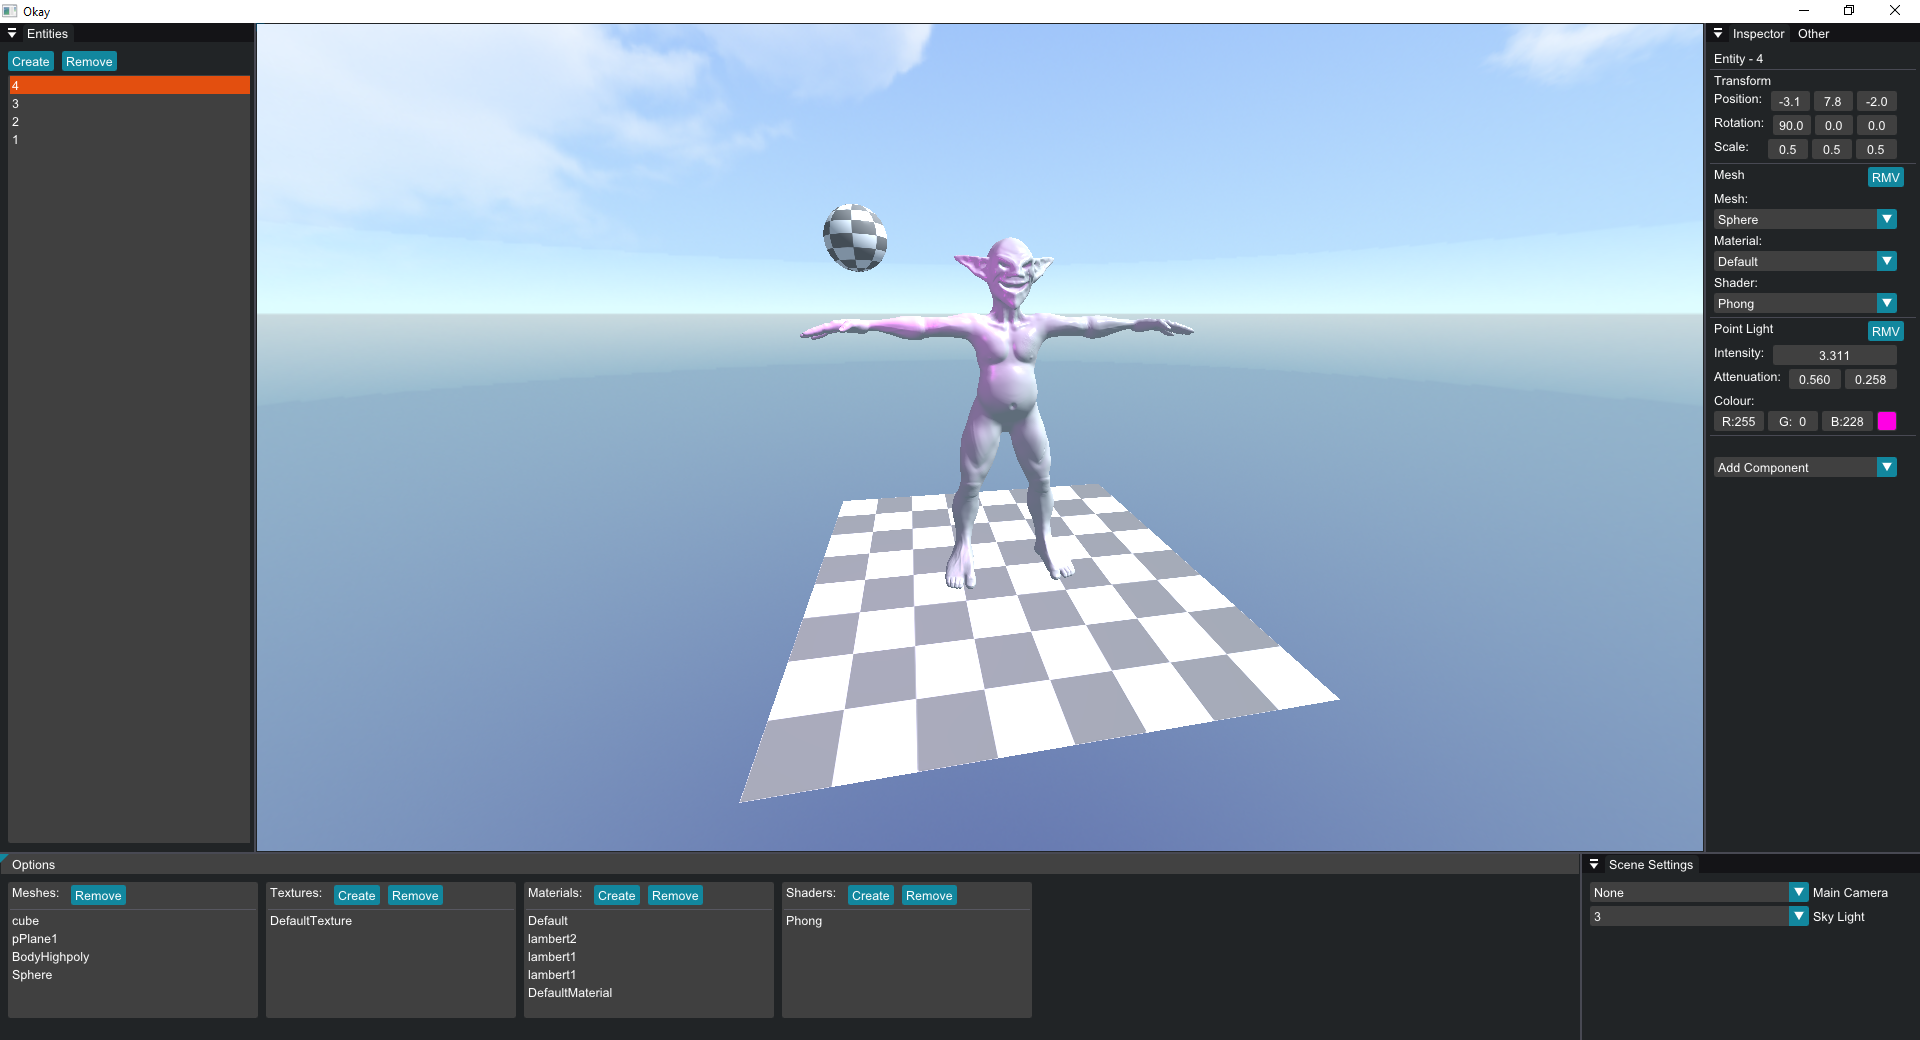 Okay
Entities
Create Remove
4
3
2
1
Inspector Other
Entity - 4
Transform
Position: -3.1 7.8 -2.0
Rotation: 90.0 0.0 0.0
Scale: 0.5 0.5 0.5
Mesh RMV
Mesh:
Sphere
Material:
Default
Shader:
Phong
Point Light RMV
Intensity: 3.311
Attenuation: 0.560 0.258
Colour:
R:255 G: 0 B:228
Add Component
Options
Meshes: Remove
cube
pPlane1
BodyHighpoly
Sphere
Textures: Create Remove
DefaultTexture
Materials: Create Remove
Default
lambert2
lambert1
lambert1
DefaultMaterial
Shaders: Create Remove
Phong
Scene Settings
None Main Camera
3 Sky Light